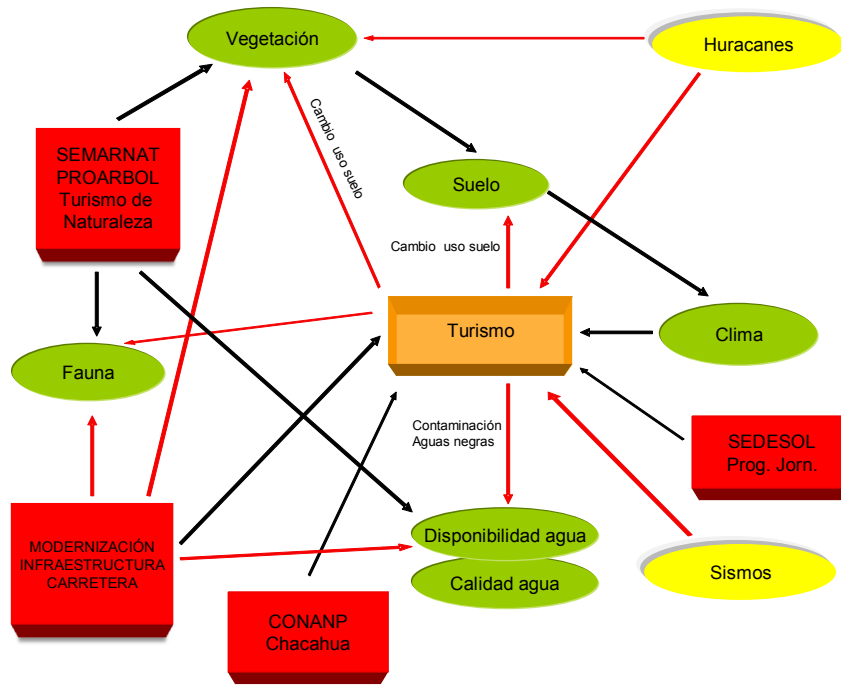 Vegetación
Huracanes
Cambio uso suelo
SEMARNAT
PROARBOL
Turismo de
Naturaleza
Suelo
Cambio uso suelo
Turismo
Clima
Fauna
Contaminación
Aguas negras
SEDESOL
Prog. Jorn.
Disponibilidad agua
MODERNIZACIÓN
INFRAESTRUCTURA
CARRETERA
Calidad agua
Sismos
CONANP
Chacahua